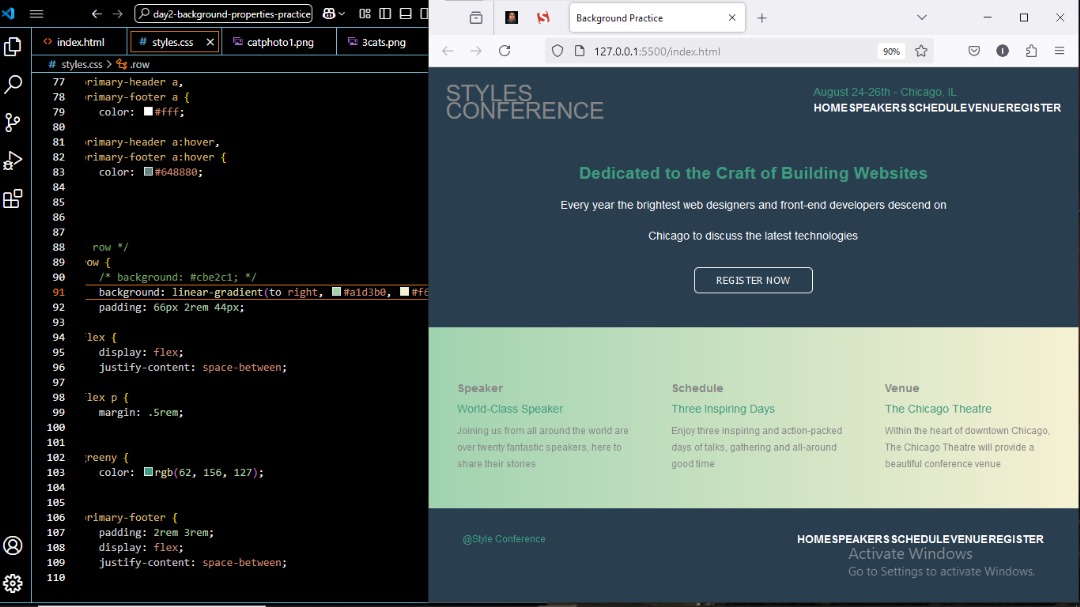 day2-background-properties-practice
index.html
styles.css
catphoto1.png
3cats.png
# styles.css > .row
77 rimary-header a,
78 rimary-footer a {
79 color: #fff;
80
81 rimary-header a:hover,
82 rimary-footer a:hover {
83 color: #648880;
84
85
86
87
88 row */
89 ow {
90 /* background: #cbe2c1; */
91 background: linear-gradient(to right, #a1d3b0, #f6
92 padding: 66px 2rem 44px;
93
94 lex {
95 display: flex;
96 justify-content: space-between;
97
98 lex p {
99 margin: .5rem;
100
101
102 reeny {
103 color: rgb(62, 156, 127);
104
105
106 rimary-footer {
107 padding: 2rem 3rem;
108 display: flex;
109 justify-content: space-between;
110
Background Practice
127.0.0.1:5500/index.html
90%
STYLES
CONFERENCE
August 24-26th - Chicago, IL
HOMESPEAKERS SCHEDULEVENUEREGISTER
Dedicated to the Craft of Building Websites
Every year the brightest web designers and front-end developers descend on
Chicago to discuss the latest technologies
REGISTER NOW
Speaker
World-Class Speaker
Joining us from all around the world are
over twenty fantastic speakers, here to
share their stories
Schedule
Three Inspiring Days
Enjoy three inspiring and action-packed
days of talks, gathering and all-around
good time
Venue
The Chicago Theatre
Within the heart of downtown Chicago,
The Chicago Theatre will provide a
beautiful conference venue
@Style Conference
HOMESPEAKERS SCHEDULEVENUEREGISTER
Activate Windows
Go to Settings to activate Windows.